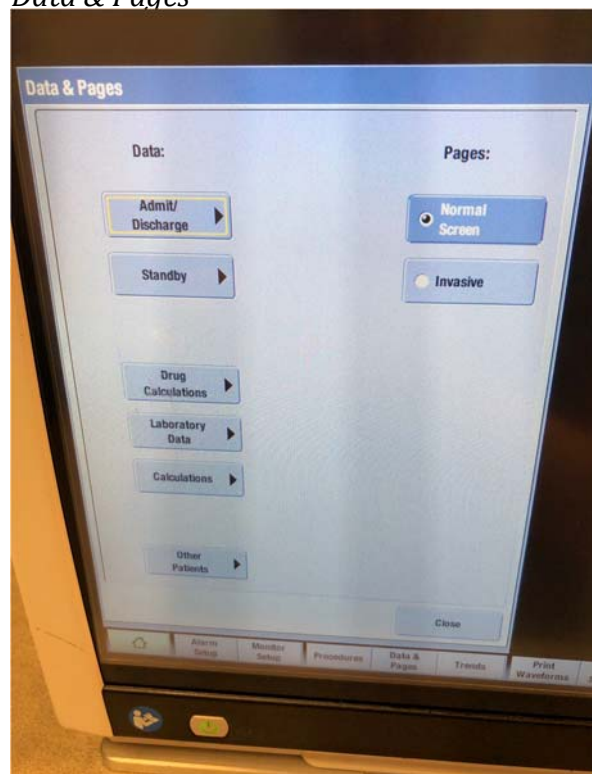 Data & Pages
Data & Pages
Data:
Pages:
Admit/
Discharge
Normal
Screen
Standby
Invasive
Drug
Calculations
Laboratory
Data
Calculations
Other
Patients
Close
Alarm
Setup
Monitor
Setup
Procedures
Data &
Pages
Trends
Print
Waveforms